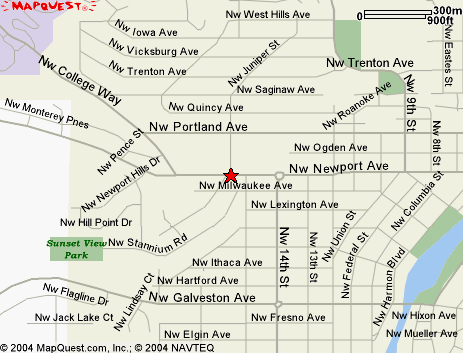 MAPQUEST®
300m
900ft
Nw West Hills Ave
Nw Iowa Ave
Nw Vicksburg Ave
Nw Trenton Ave
Nw Juniper St
Nw Trenton Ave
Nw Eastes St
Nw College Way
Nw Saginaw Ave
Nw Roanoke Ave
Nw 9th St
Nw Monterey Pnes
Nw Quincy Ave
Nw Portland Ave
Nw 8th St
Nw Pence St
Nw Ogden Ave
Nw Newport Ave
Nw Newport Hills Dr
Nw Milwaukee Ave
Nw Columbia St
Nw Lexington Ave
Nw Hill Point Dr
Nw Union St
Nw Stannium Rd
Sunset View
Park
Nw 14th St
Nw 13th St
Nw Federal St
Nw Harmon Blvd
Nw Ithaca Ave
Nw Hartford Ave
Nw Lindsay Ct
Nw Flagline Dr
Nw Galveston Ave
Nw Jack Lake Ct
Nw Fresno Ave
Nw Hixon Ave
Nw Elgin Ave
Nw Mueller Av
© 2004 MapQuest.com, Inc.; © 2004 NAVTEQ